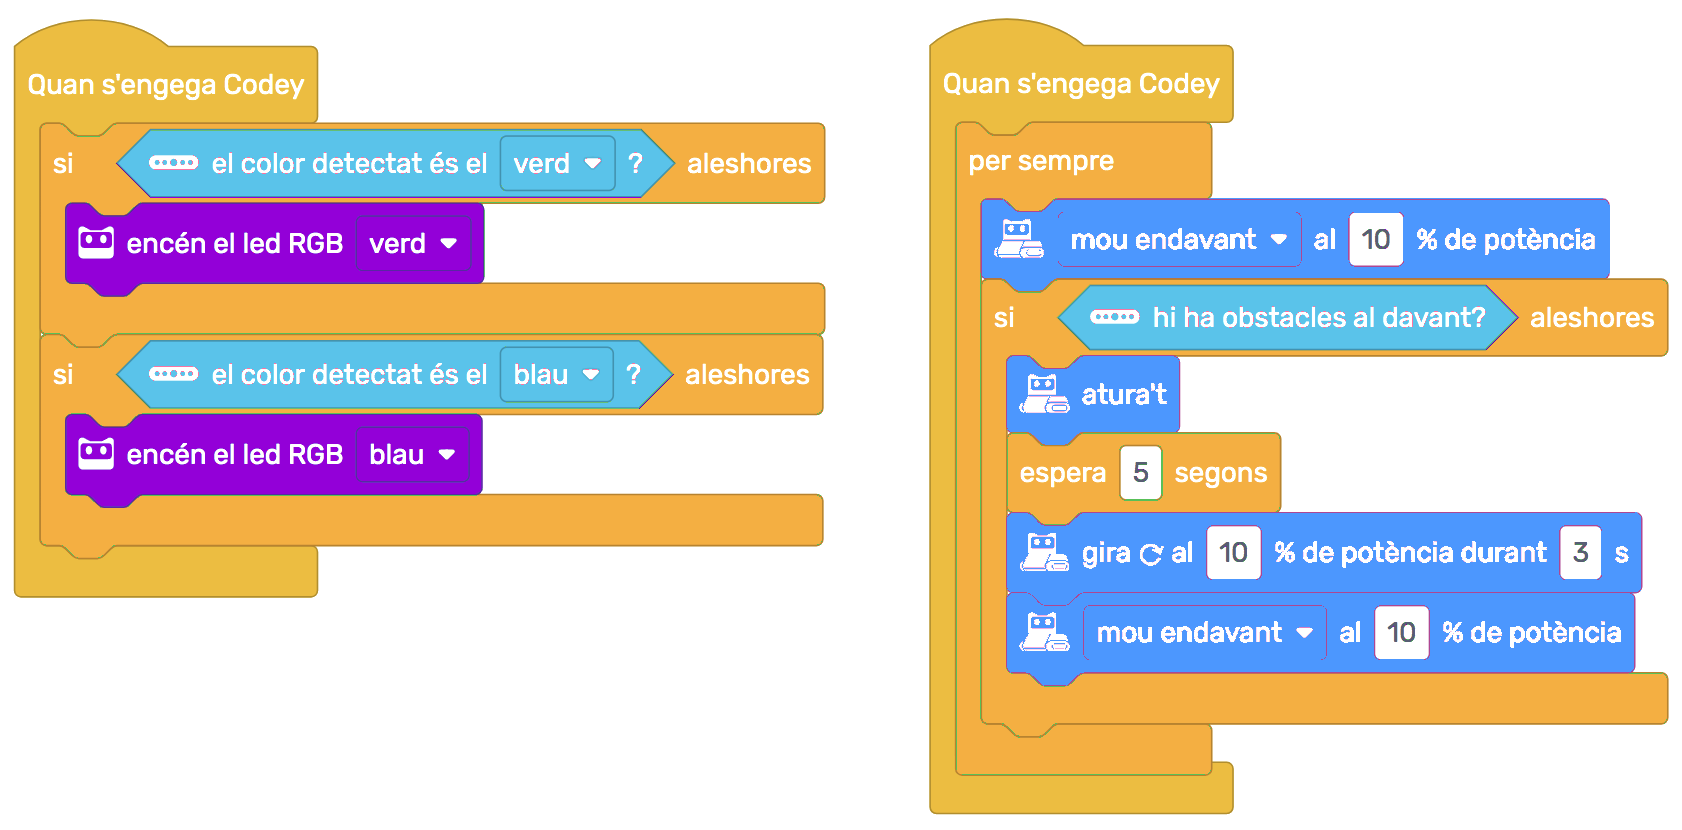 Quan s'engega Codey
si el color detectat és el verd ? aleshores
encén el led RGB verd
si el color detectat és el blau ? aleshores
encén el led RGB blau
Quan s'engega Codey
per sempre
mou endavant al 10 % de potència
si hi ha obstacles al davant? aleshores
atura't
espera 5 segons
gira al 10 % de potència durant 3 s
mou endavant al 10 % de potència